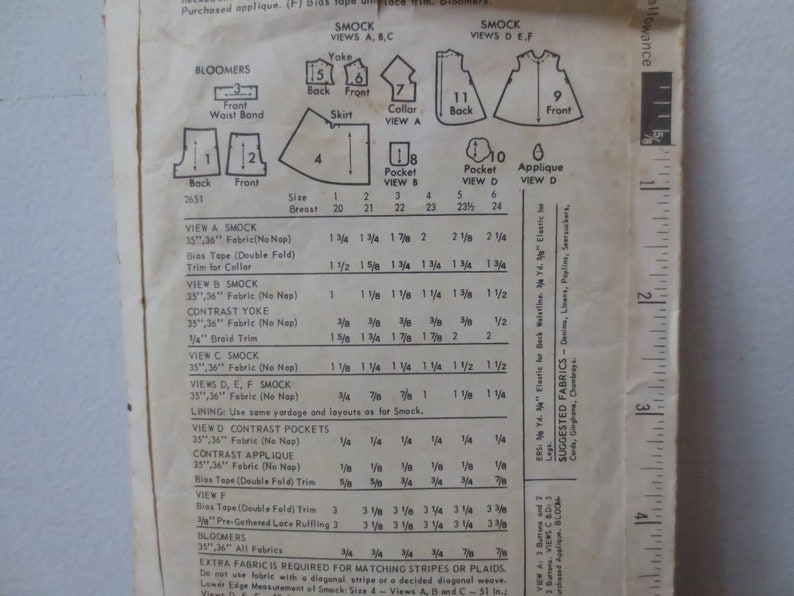 Purchased applique. (F) Bias tape and lace trim. Bloomers.
SMOCK
VIEWS A, B, C
SMOCK
VIEWS D E, F
BLOOMERS
3
Front
Waist Band
1
Back
2
Front
Yoke
5
Back
6
Front
7
Collar
VIEW A
Skirt
4
8
Pocket
VIEW B
11
Back
9
Front
10
Pocket
VIEW D
Applique
VIEW D
2651 Size 1 2 3 4 5 6
Breast 20 21 22 23 23½ 24
VIEW A SMOCK
35",36" Fabric(No Nap) 1 3/4 1 3/4 1 7/8 2 2 1/8 2 1/4
Bias Tape (Double Fold)
Trim for Collar 1 1/2 1 5/8 1 3/4 1 3/4 1 3/4 1 3/4
VIEW B SMOCK
35",36" Fabric (No Nap) 1 1 1/8 1 1/8 1 1/4 1 3/8 1 1/2
CONTRAST YOKE
35",36" Fabric (No Nap) 3/8 3/8 3/8 3/8 3/8 1/2
1/4" Braid Trim 1 5/8 1 3/4 1 7/8 1 7/8 2 2
VIEW C SMOCK
35",36" Fabric (No Nap) 1 1/8 1 1/4 1 1/4 1 1/4 1 1/2 1 1/2
VIEWS D, E, F SMOCK
35",36" Fabric (No Nap) 3/4 7/8 7/8 1 1 1/8 1 1/4
LINING: Use same yardage and layouts as for Smock.
VIEW D CONTRAST POCKETS
35",36" Fabric (No Nap) 1/4 1/4 1/4 1/4 1/4 1/4
CONTRAST APPLIQUE
35",36" Fabric (No Nap) 1/8 1/8 1/8 1/8 1/8 1/8
Bias Tape (Double Fold) Trim 5/8 5/8 3/4 3/4 3/4 7/8
VIEW F
Bias Tape (Double Fold) Trim 3 3 1/8 3 1/8 3 1/4 3 1/4 3 3/8
3/8" Pre-Gathered Lace Ruffling 3 3 1/8 3 1/8 3 1/4 3 1/4 3 3/8
BLOOMERS
35",36" All Fabrics 3/4 3/4 3/4 3/4 7/8 7/8
EXTRA FABRIC IS REQUIRED FOR MATCHING STRIPES OR PLAIDS.
Do not use fabric with a diagonal stripe or a decided diagonal weave.
Lower Edge Measurement of Smock: Size 4 - Views A, B and C - 51 In.;
ERS: 3/8 Yd. 3/4" Elastic for Back Waistline. 3/4 Yd. 3/8" Elastic for
Legs.
SUGGESTED FABRICS - Denims, Linens, Poplins, Seersuckers,
Cords, Ginghams, Chambrays.
VIEW A: 3 Buttons and 2
2 Buttons. VIEWS C & D: 3
Purchased Applique. BLOOM-
allowance
5/8
1
2
3
4